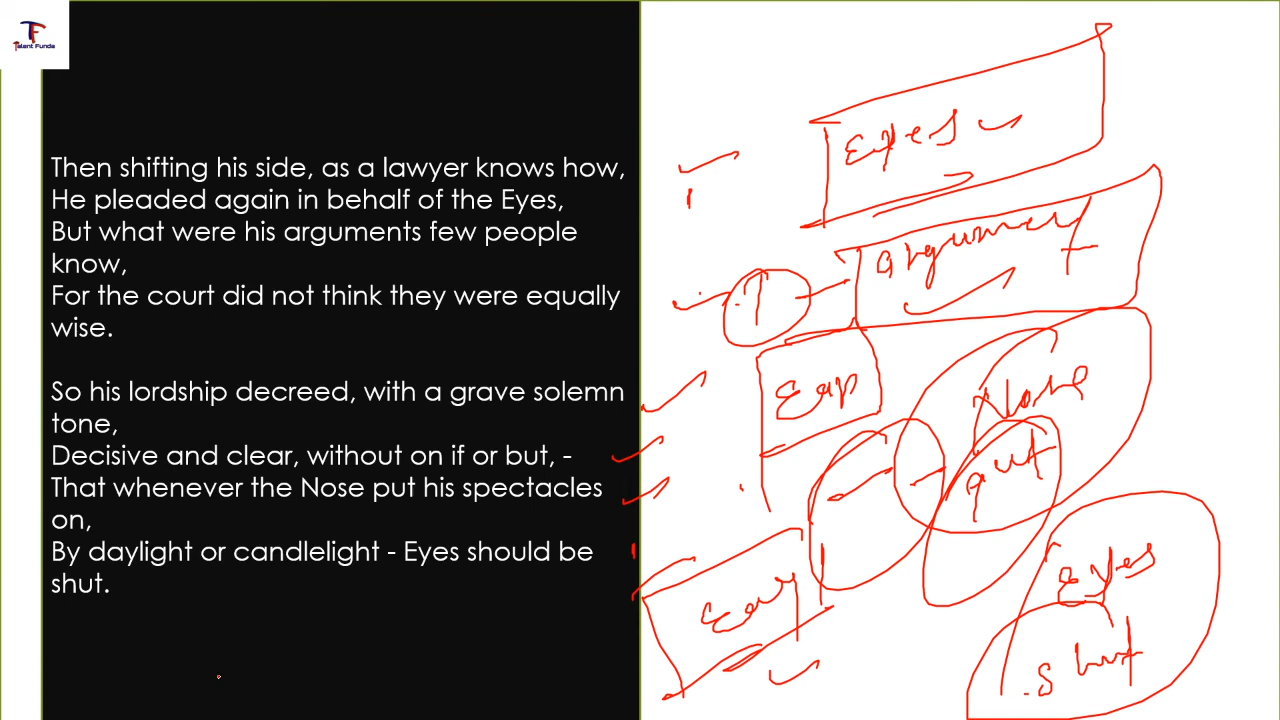 TF
Talent Funda
Then shifting his side, as a lawyer knows how,
He pleaded again in behalf of the Eyes,
But what were his arguments few people
know,
For the court did not think they were equally
wise.
So his lordship decreed, with a grave solemn
tone,
Decisive and clear, without on if or but, -
That whenever the Nose put his spectacles
on,
By daylight or candlelight - Eyes should be
shut.
Eyes
argument
Ear
Nose
put
Eyes
shut